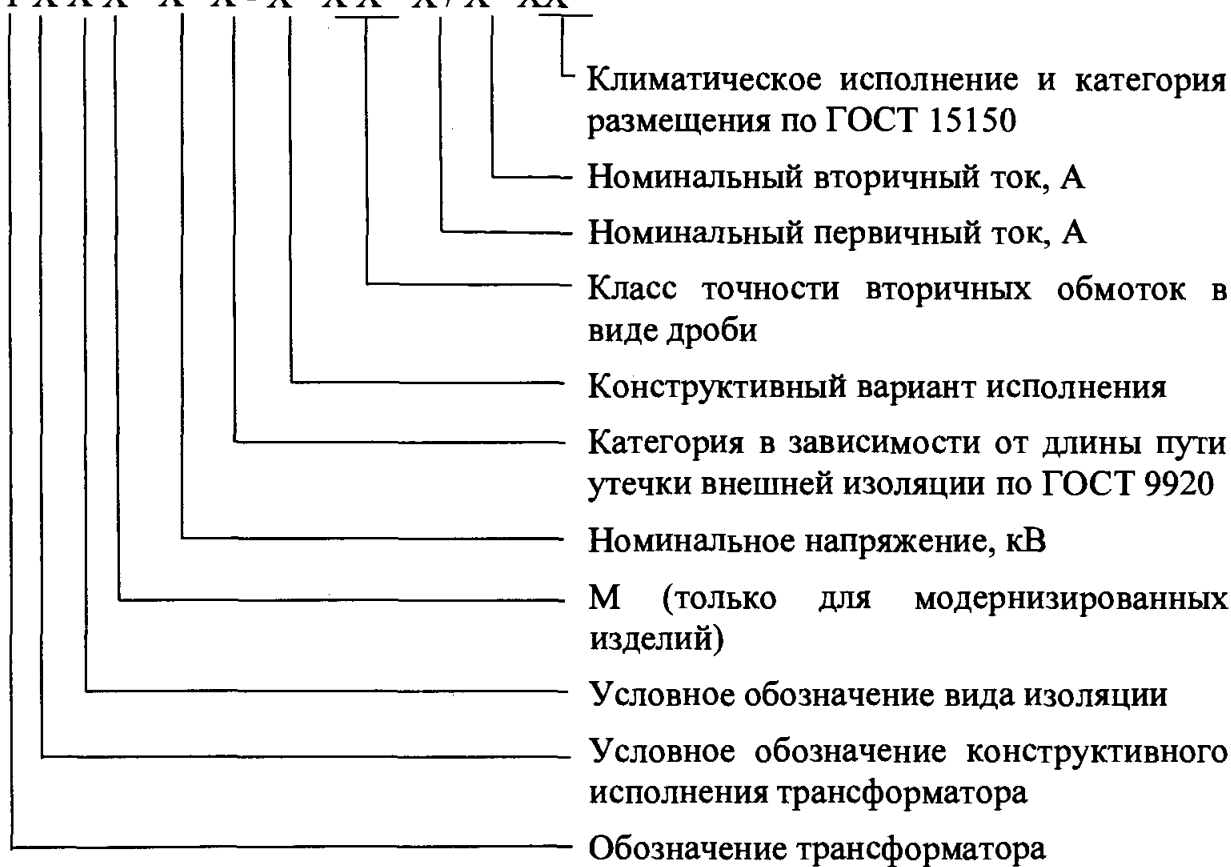 Т Х Х Х Х Х - Х Х Х Х / Х ХХ
Климатическое исполнение и категория
размещения по ГОСТ 15150
Номинальный вторичный ток, А
Номинальный первичный ток, А
Класс точности вторичных обмоток в
виде дроби
Конструктивный вариант исполнения
Категория в зависимости от длины пути
утечки внешней изоляции по ГОСТ 9920
Номинальное напряжение, кВ
М (только для модернизированных
изделий)
Условное обозначение вида изоляции
Условное обозначение конструктивного
исполнения трансформатора
Обозначение трансформатора